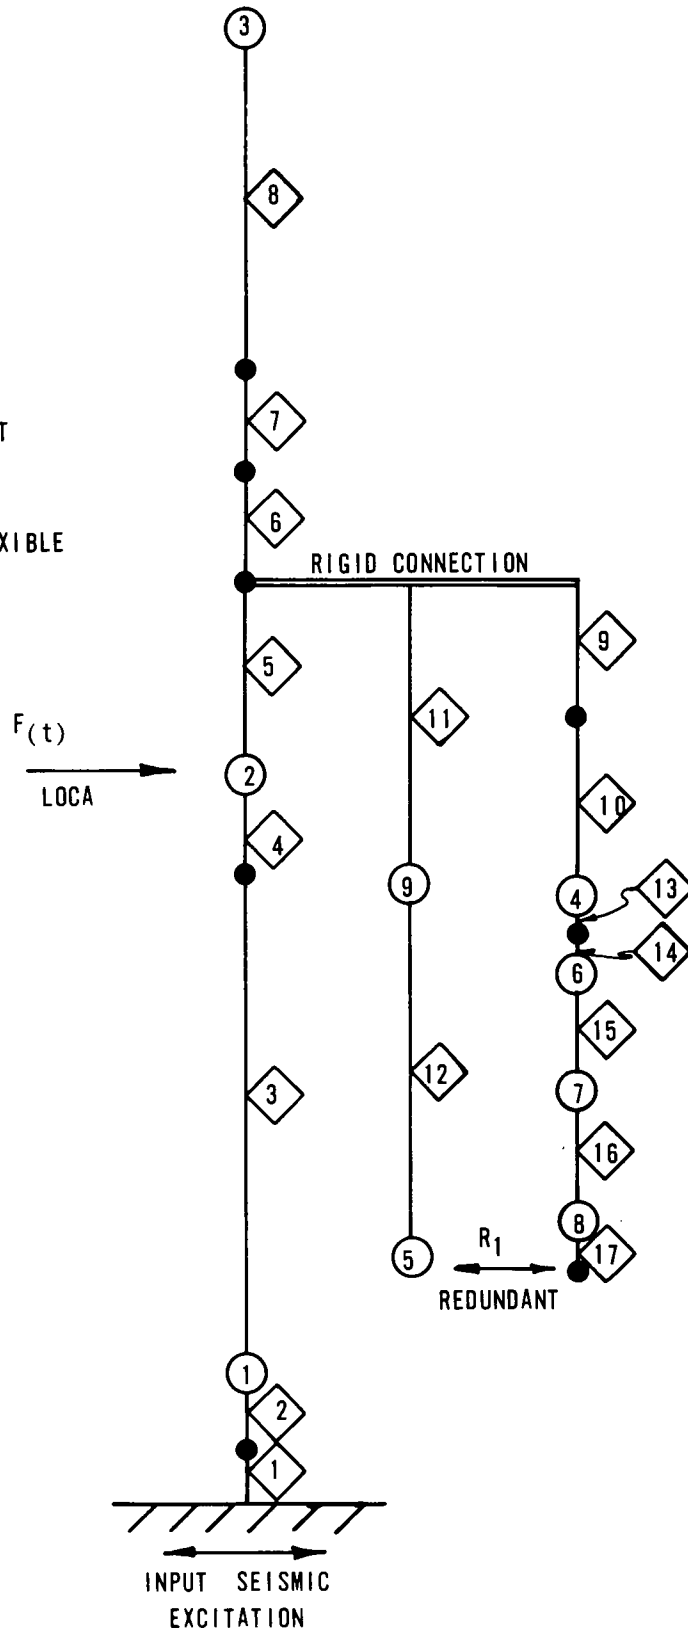 3
8
T
7
XIBLE
6
RIGID CONNECTION
9
5
11
F(t)
2
LOCA
10
4
9
4
13
14
6
15
12
3
7
16
8
R1
17
5
REDUNDANT
1
2
1
INPUT SEISMIC
EXCITATION